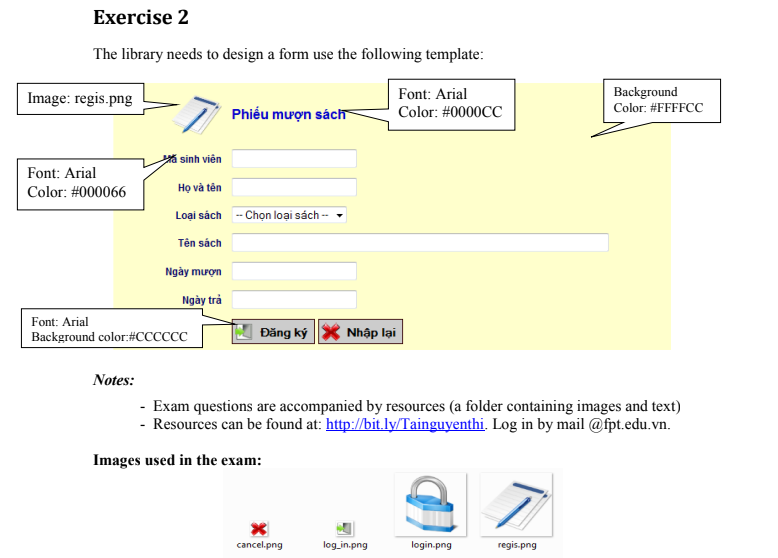 Exercise 2
The library needs to design a form use the following template:
Image: regis.png
Phiếu mượn sách
Font: Arial
Color: #0000CC
Background
Color: #FFFFCC
Mã sinh viên
Font: Arial
Color: #000066
Họ và tên
Loại sách -- Chọn loại sách --
Tên sách
Ngày mượn
Ngày trả
Font: Arial
Background color:#CCCCCC
Đăng ký Nhập lại
Notes:
- Exam questions are accompanied by resources (a folder containing images and text)
- Resources can be found at: http://bit.ly/Tainguyenthi. Log in by mail @fpt.edu.vn.
Images used in the exam:
cancel.png log_in.png login.png regis.png